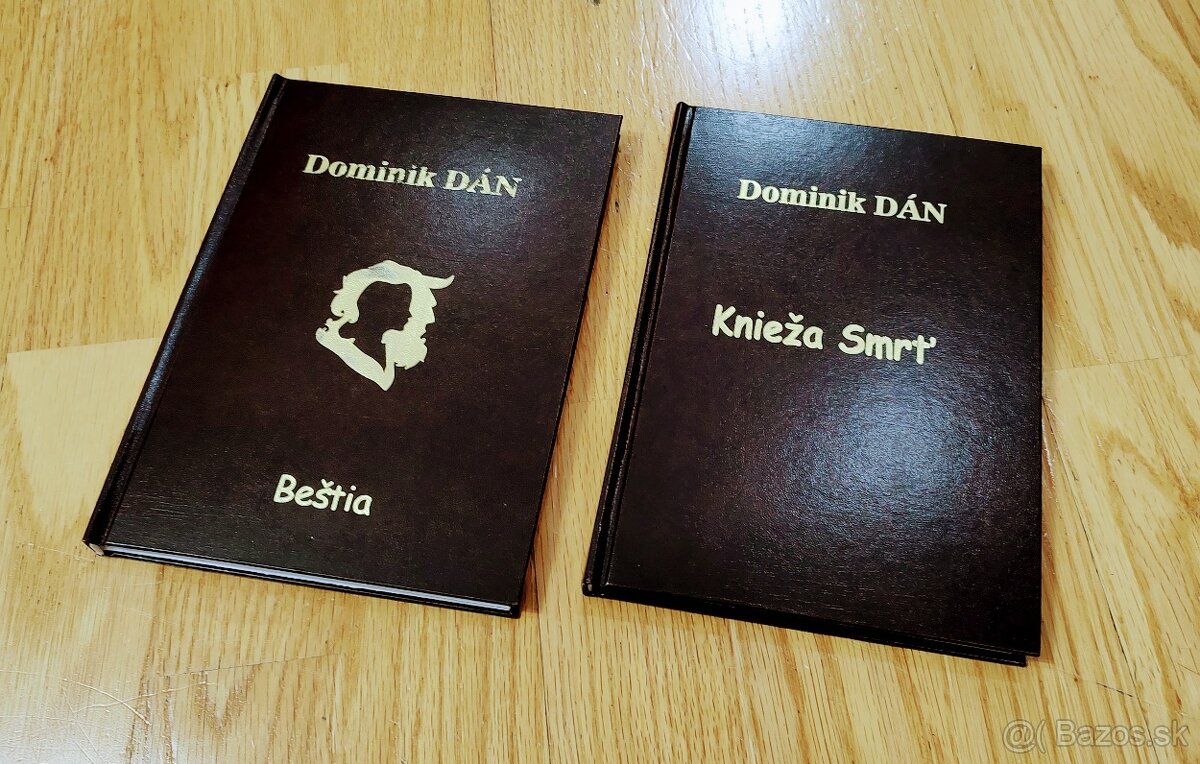 Dominik DÁN
Beštia
Dominik DÁN
Knieža Smrť
@( Bazos.sk